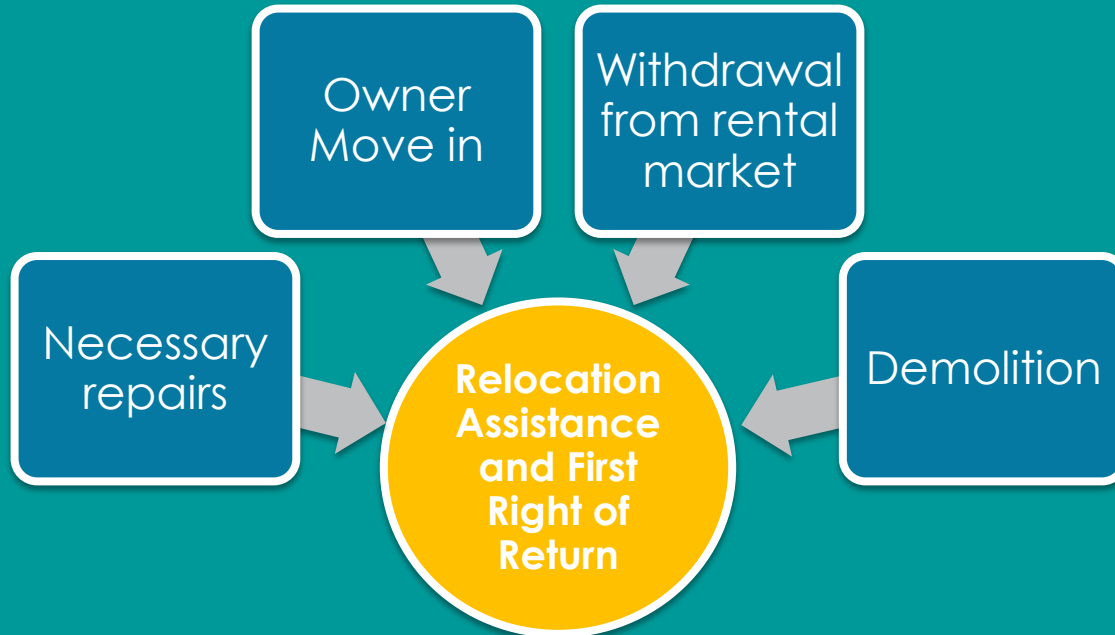 Necessary
repairs
Owner
Move in
Withdrawal
from rental
market
Demolition
Relocation
Assistance
and First
Right of
Return